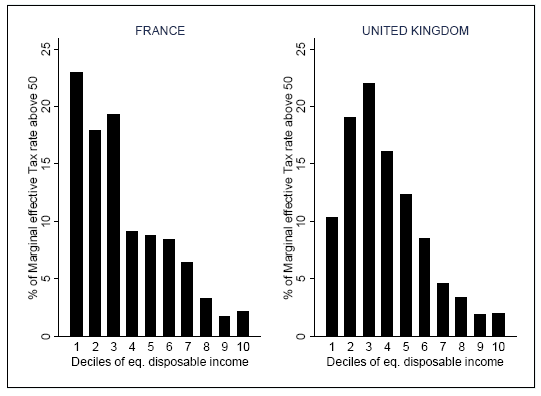 FRANCE
% of Marginal effective Tax rate above 50
25
20
15
10
5
0
1 2 3 4 5 6 7 8 9 10
Deciles of eq. disposable income
UNITED KINGDOM
% of Marginal effective Tax rate above 50
25
20
15
10
5
0
1 2 3 4 5 6 7 8 9 10
Deciles of eq. disposable income